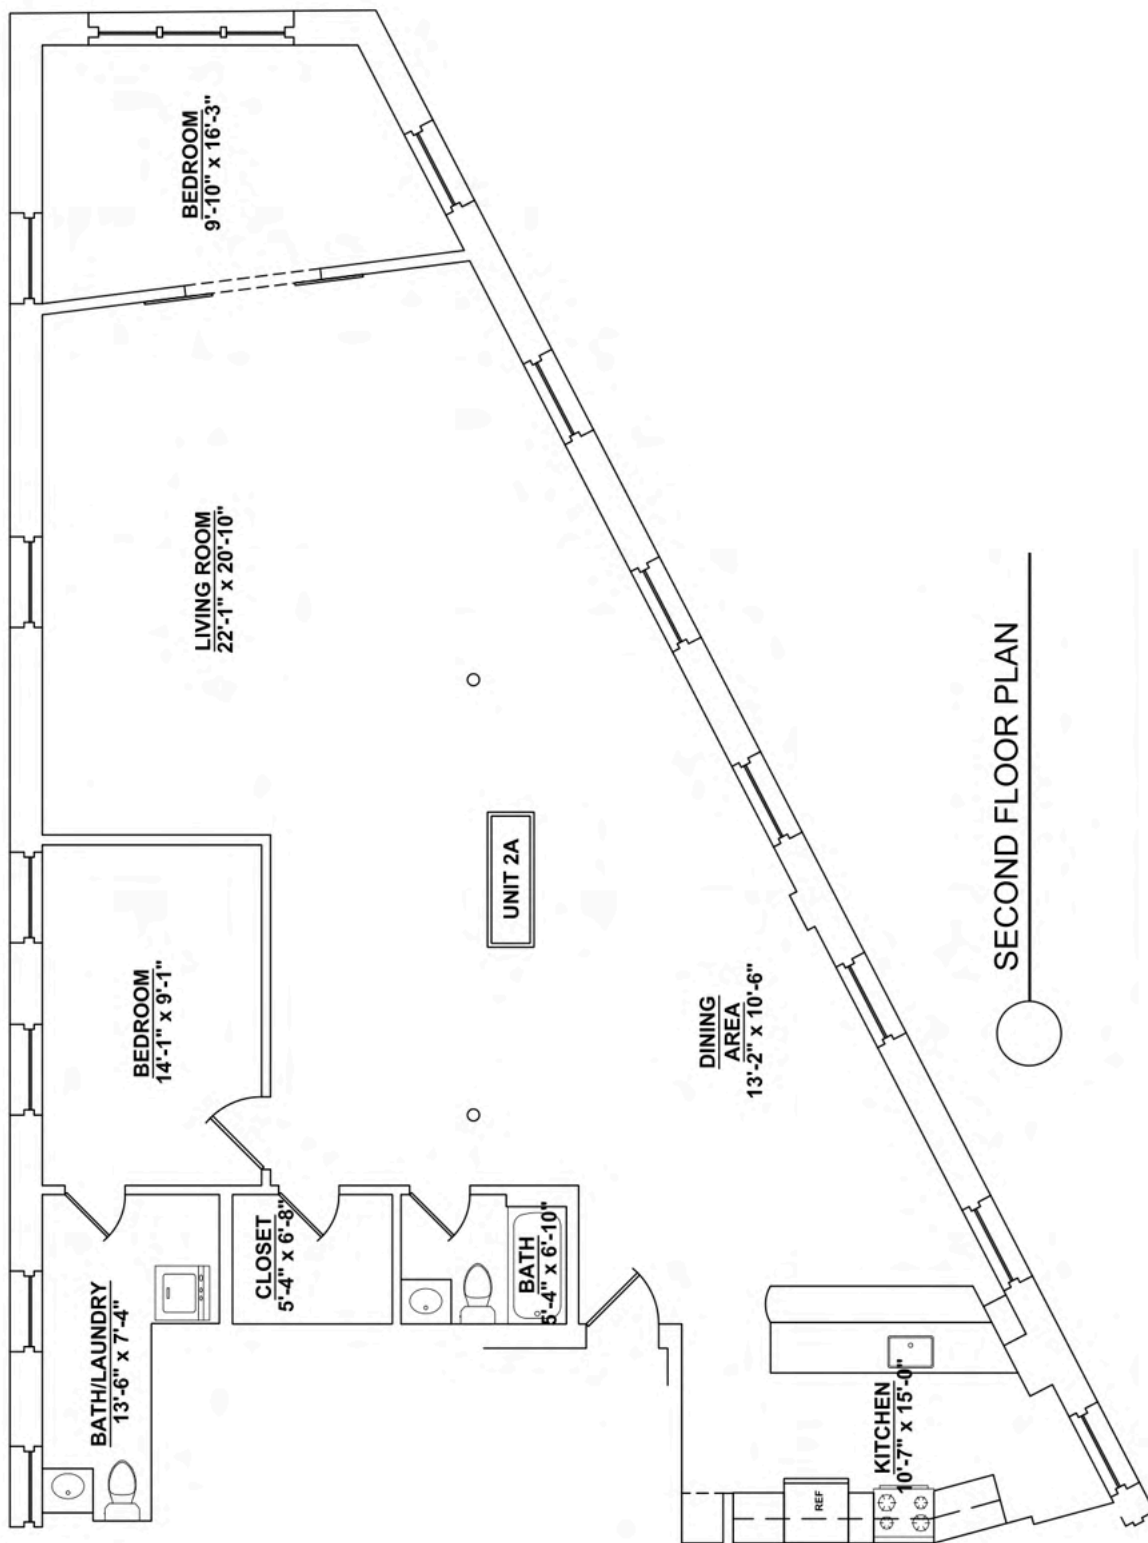 BEDROOM
9'-10" x 16'-3"
LIVING ROOM
22'-1" x 20'-10"
UNIT 2A
BEDROOM
14'-1" x 9'-1"
DINING
AREA
13'-2" x 10'-6"
BATH/LAUNDRY
13'-6" x 7'-4"
CLOSET
5'-4" x 6'-8"
BATH
5'-4" x 6'-10"
KITCHEN
10'-7" x 15'-0"
REF
SECOND FLOOR PLAN